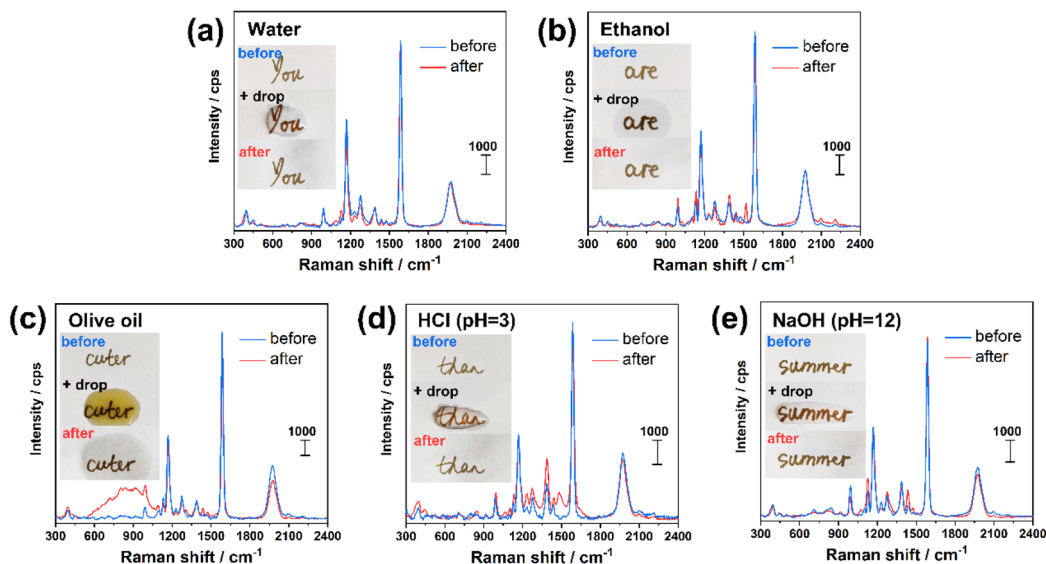 (a) Water
before
You
+ drop
You
after
You
before
after
1000
Intensity / cps
300 600 900 1200 1500 1800 2100 2400
Raman shift / cm⁻¹
(b) Ethanol
before
are
+ drop
are
after
are
before
after
1000
Intensity / cps
300 600 900 1200 1500 1800 2100 2400
Raman shift / cm⁻¹
(c) Olive oil
before
cuter
+ drop
cuter
after
cuter
before
after
1000
Intensity / cps
300 600 900 1200 1500 1800 2100 2400
Raman shift / cm⁻¹
(d) HCl (pH=3)
before
than
+ drop
than
after
than
before
after
1000
Intensity / cps
300 600 900 1200 1500 1800 2100 2400
Raman shift / cm⁻¹
(e) NaOH (pH=12)
before
summer
+ drop
summer
after
summer
before
after
1000
Intensity / cps
300 600 900 1200 1500 1800 2100 2400
Raman shift / cm⁻¹